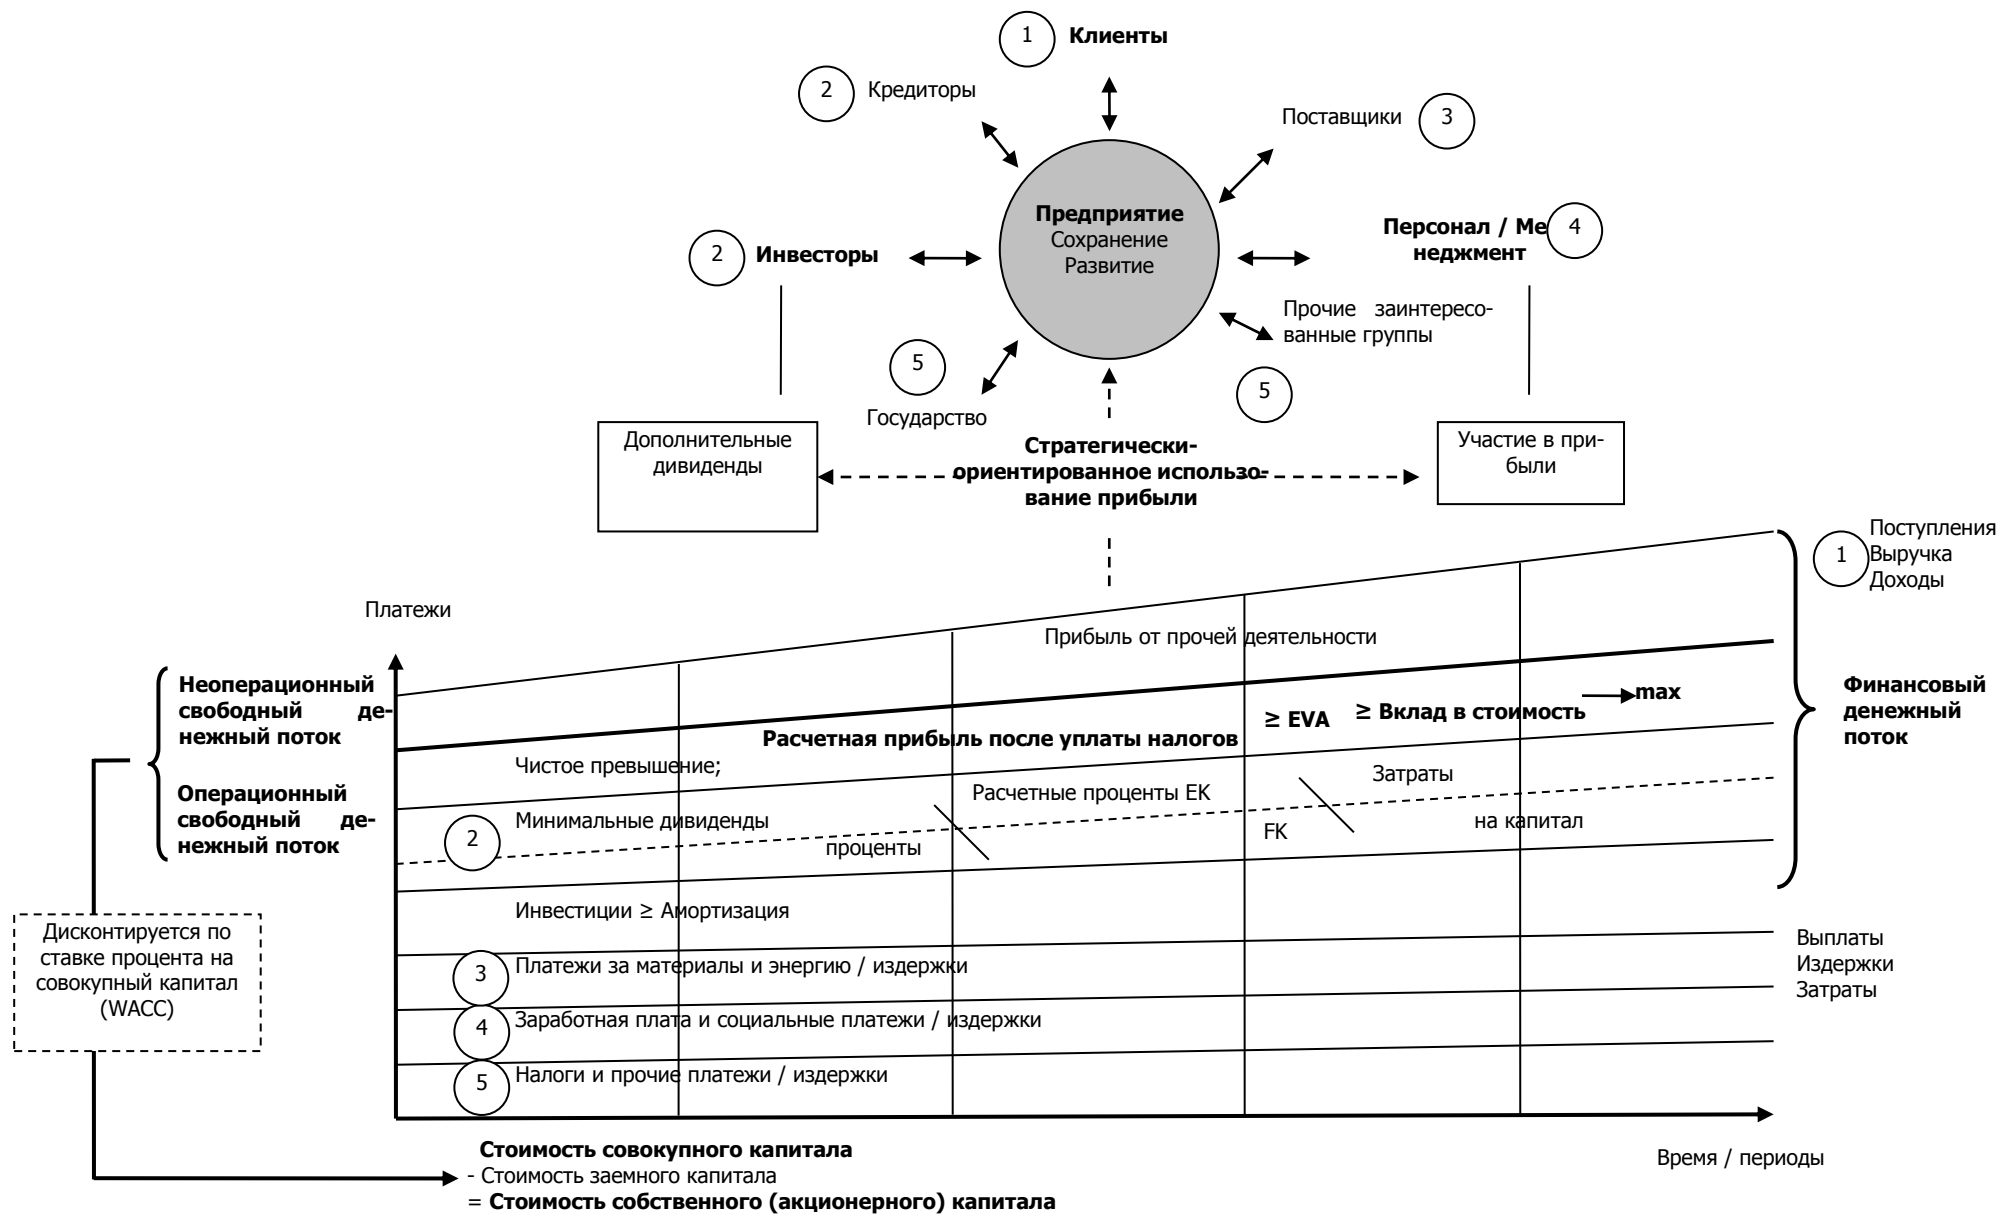 1
Клиенты
2
Кредиторы
Поставщики
3
Предприятие
Сохранение
Развитие
Персонал / Ме
неджмент
4
2
Инвесторы
Прочие заинтересо-
ванные группы
5
5
Государство
Дополнительные
дивиденды
Стратегически-
ориентированное использо-
вание прибыли
Участие в при-
были
1
Поступления
Выручка
Доходы
Платежи
Прибыль от прочей деятельности
Неоперационный
свободный де-
нежный поток
Операционный
свободный де-
нежный поток
max
≥ EVA
≥ Вклад в стоимость
Расчетная прибыль после уплаты налогов
Финансовый
денежный
поток
Чистое превышение;
Затраты
Расчетные проценты EK
2
Минимальные дивиденды
FK
на капитал
проценты
Инвестиции ≥ Амортизация
Дисконтируется по
ставке процента на
совокупный капитал
(WACC)
3
Платежи за материалы и энергию / издержки
Выплаты
Издержки
Затраты
4
Заработная плата и социальные платежи / издержки
5
Налоги и прочие платежи / издержки
Стоимость совокупного капитала
- Стоимость заемного капитала
= Стоимость собственного (акционерного) капитала
Время / периоды